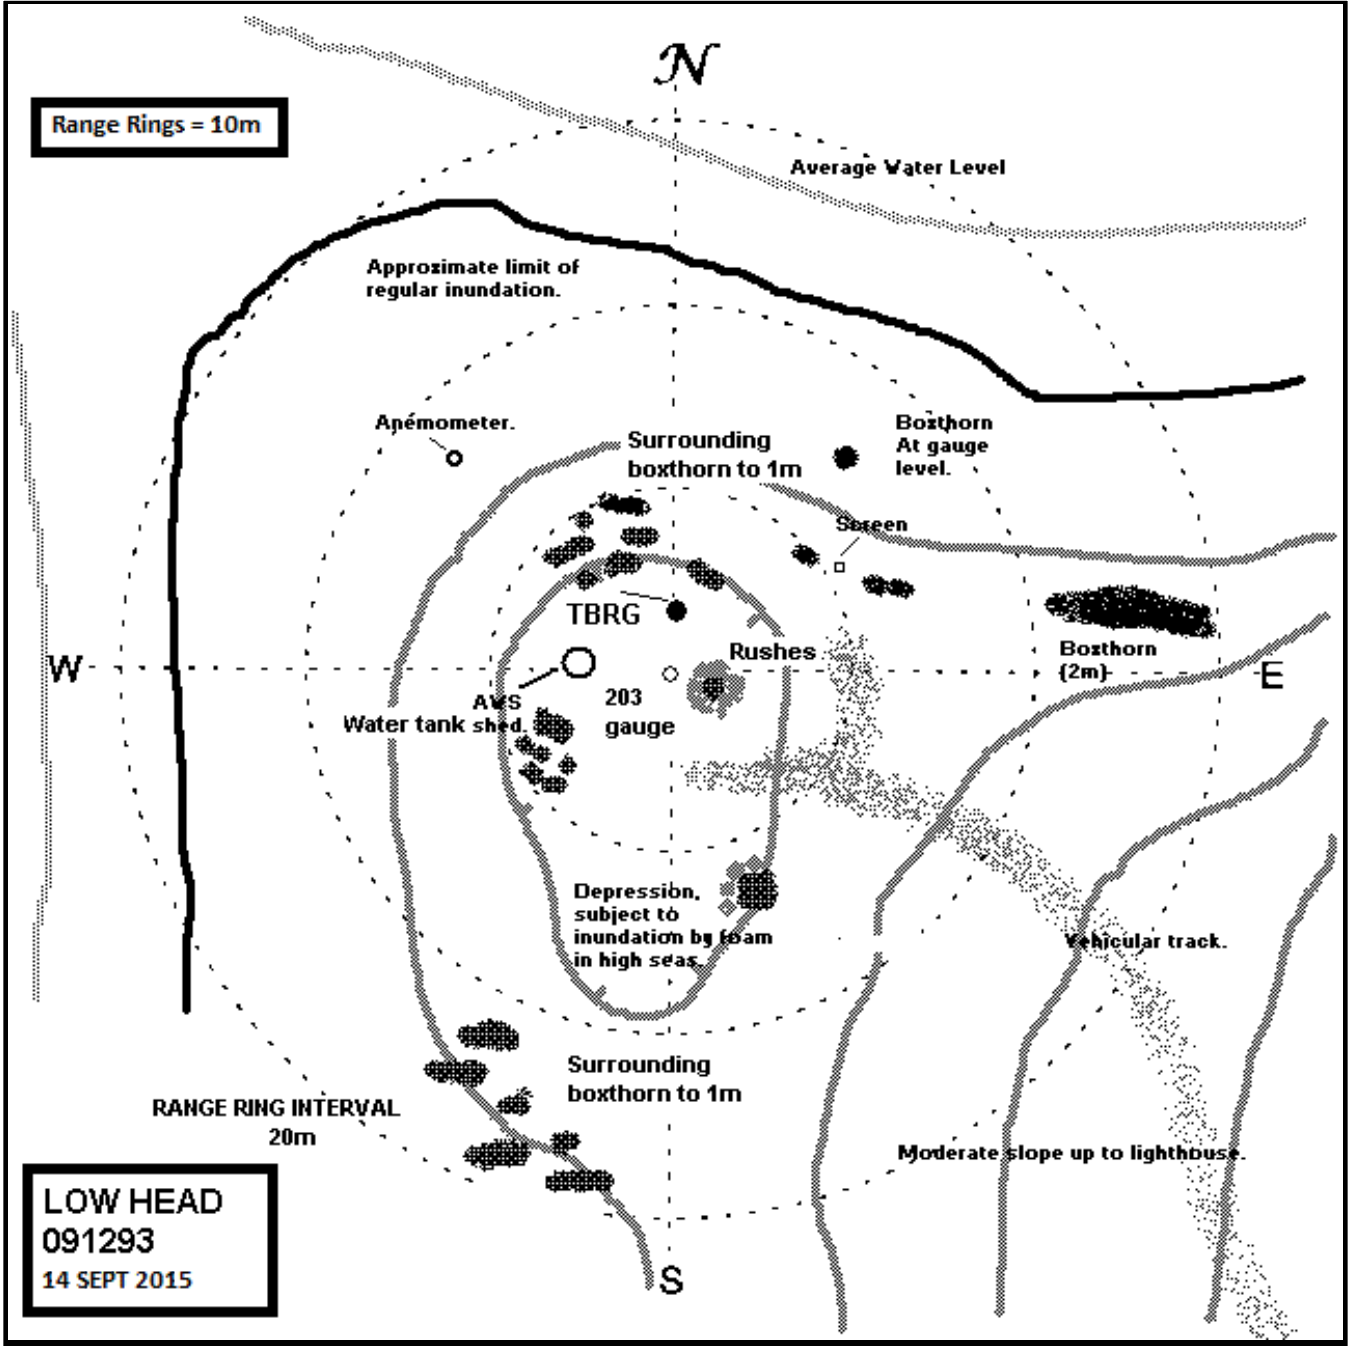 N
Range Rings = 10m
Average Water Level
Approximate limit of
regular inundation.
Anemometer.
Surrounding
boxthorn to 1m
Boxthorn
At gauge
level.
Screen
TBRG
Rushes
W
E
Boxthorn
(2m)
AWS
Water tank shed.
203
gauge
Depression,
subject to
inundation by foam
in high seas.
Vehicular track.
Surrounding
boxthorn to 1m
RANGE RING INTERVAL
20m
Moderate slope up to lighthouse.
LOW HEAD
091293
14 SEPT 2015
S